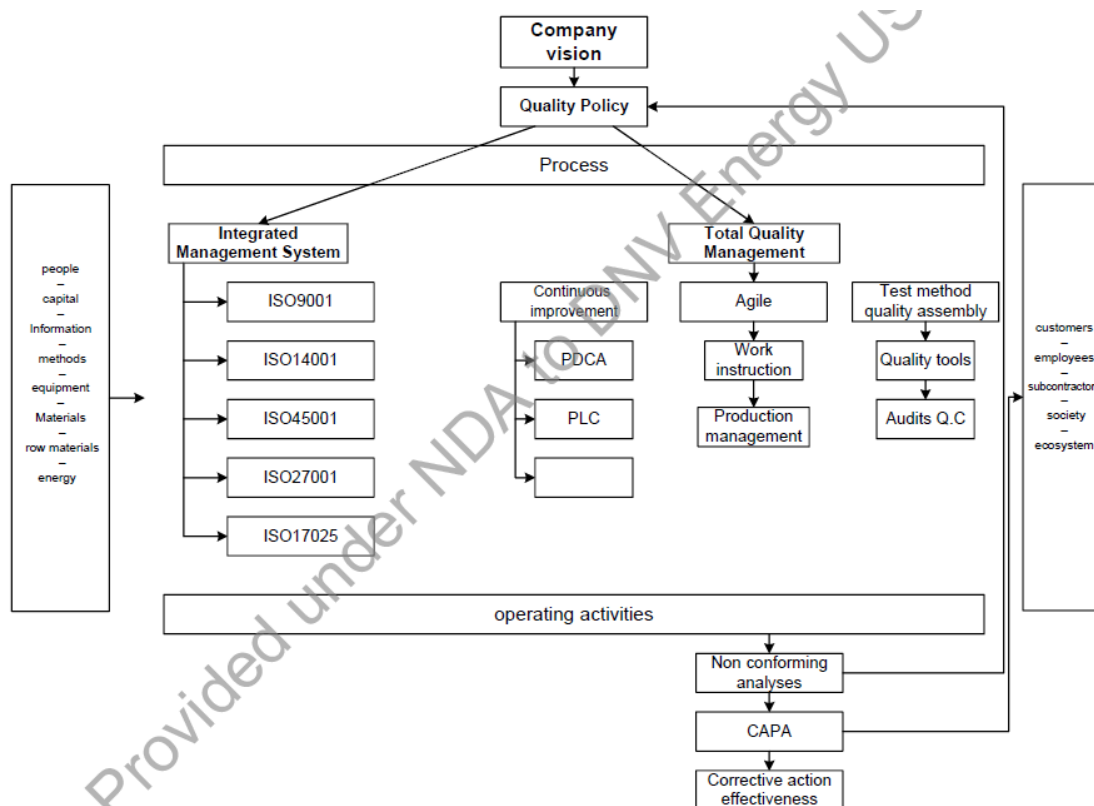 Company
vision
Quality Policy
Process
people
–
capital
–
Information
–
methods
–
equipment
–
Materials
–
row materials
–
energy
Integrated
Management System
ISO9001
ISO14001
ISO45001
ISO27001
ISO17025
Continuous
improvement
PDCA
PLC
Total Quality
Management
Agile
Work
instruction
Production
management
Test method
quality assembly
Quality tools
Audits Q.C
customers
–
employees
–
subcontractors
–
society
–
ecosystem
operating activities
Non conforming
analyses
CAPA
Corrective action
effectiveness
Provided under NDA to DNV Energy US